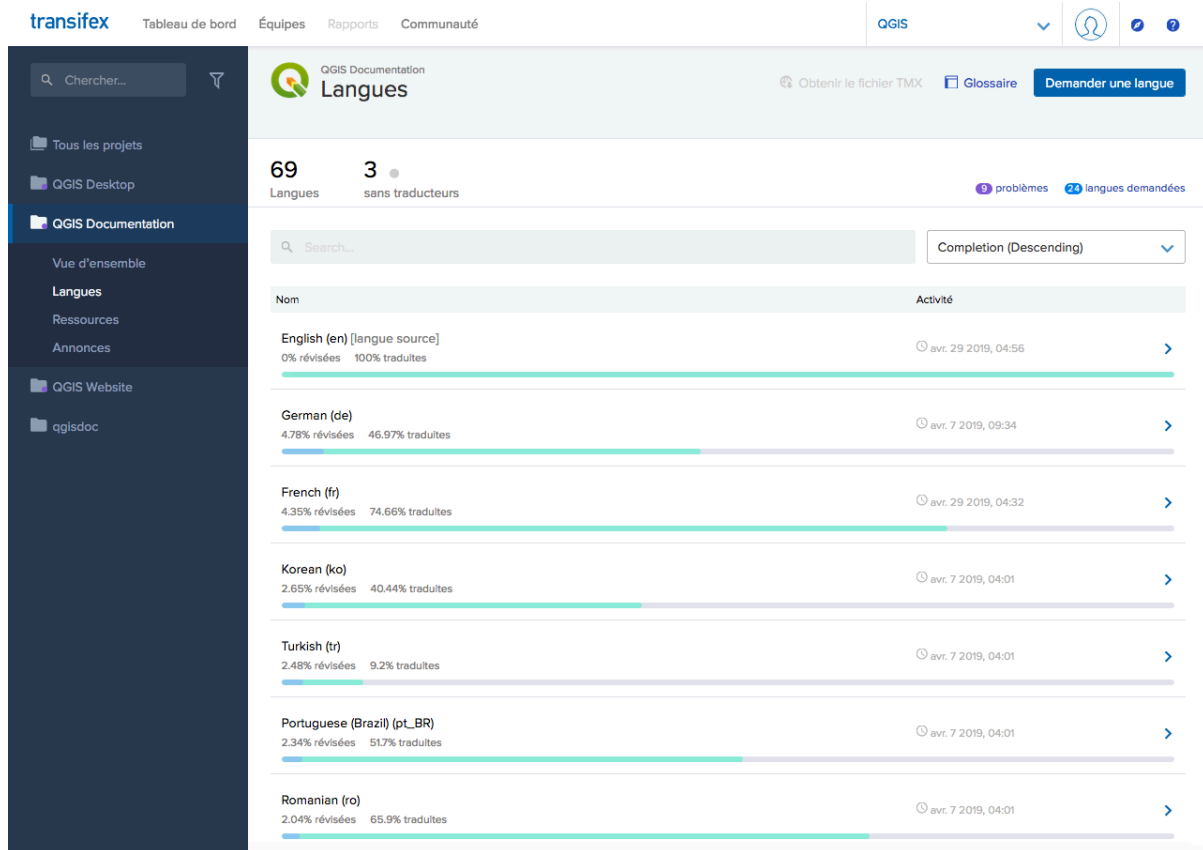 transifex Tableau de bord Équipes Rapports Communauté QGIS
Chercher...
Tous les projets
QGIS Desktop
QGIS Documentation
Vue d'ensemble
Langues
Ressources
Annonces
QGIS Website
qgisdoc
QGIS Documentation
Langues
Obtenir le fichier TMX Glossaire Demander une langue
69 3
Langues sans traducteurs
9 problèmes 24 langues demandées
Search... Completion (Descending)
Nom Activité
English (en) [langue source]
0% révisées 100% traduites
avr. 29 2019, 04:56
German (de)
4.78% révisées 46.97% traduites
avr. 7 2019, 09:34
French (fr)
4.35% révisées 74.66% traduites
avr. 29 2019, 04:32
Korean (ko)
2.65% révisées 40.44% traduites
avr. 7 2019, 04:01
Turkish (tr)
2.48% révisées 9.2% traduites
avr. 7 2019, 04:01
Portuguese (Brazil) (pt_BR)
2.34% révisées 51.7% traduites
avr. 7 2019, 04:01
Romanian (ro)
2.04% révisées 65.9% traduites
avr. 7 2019, 04:01